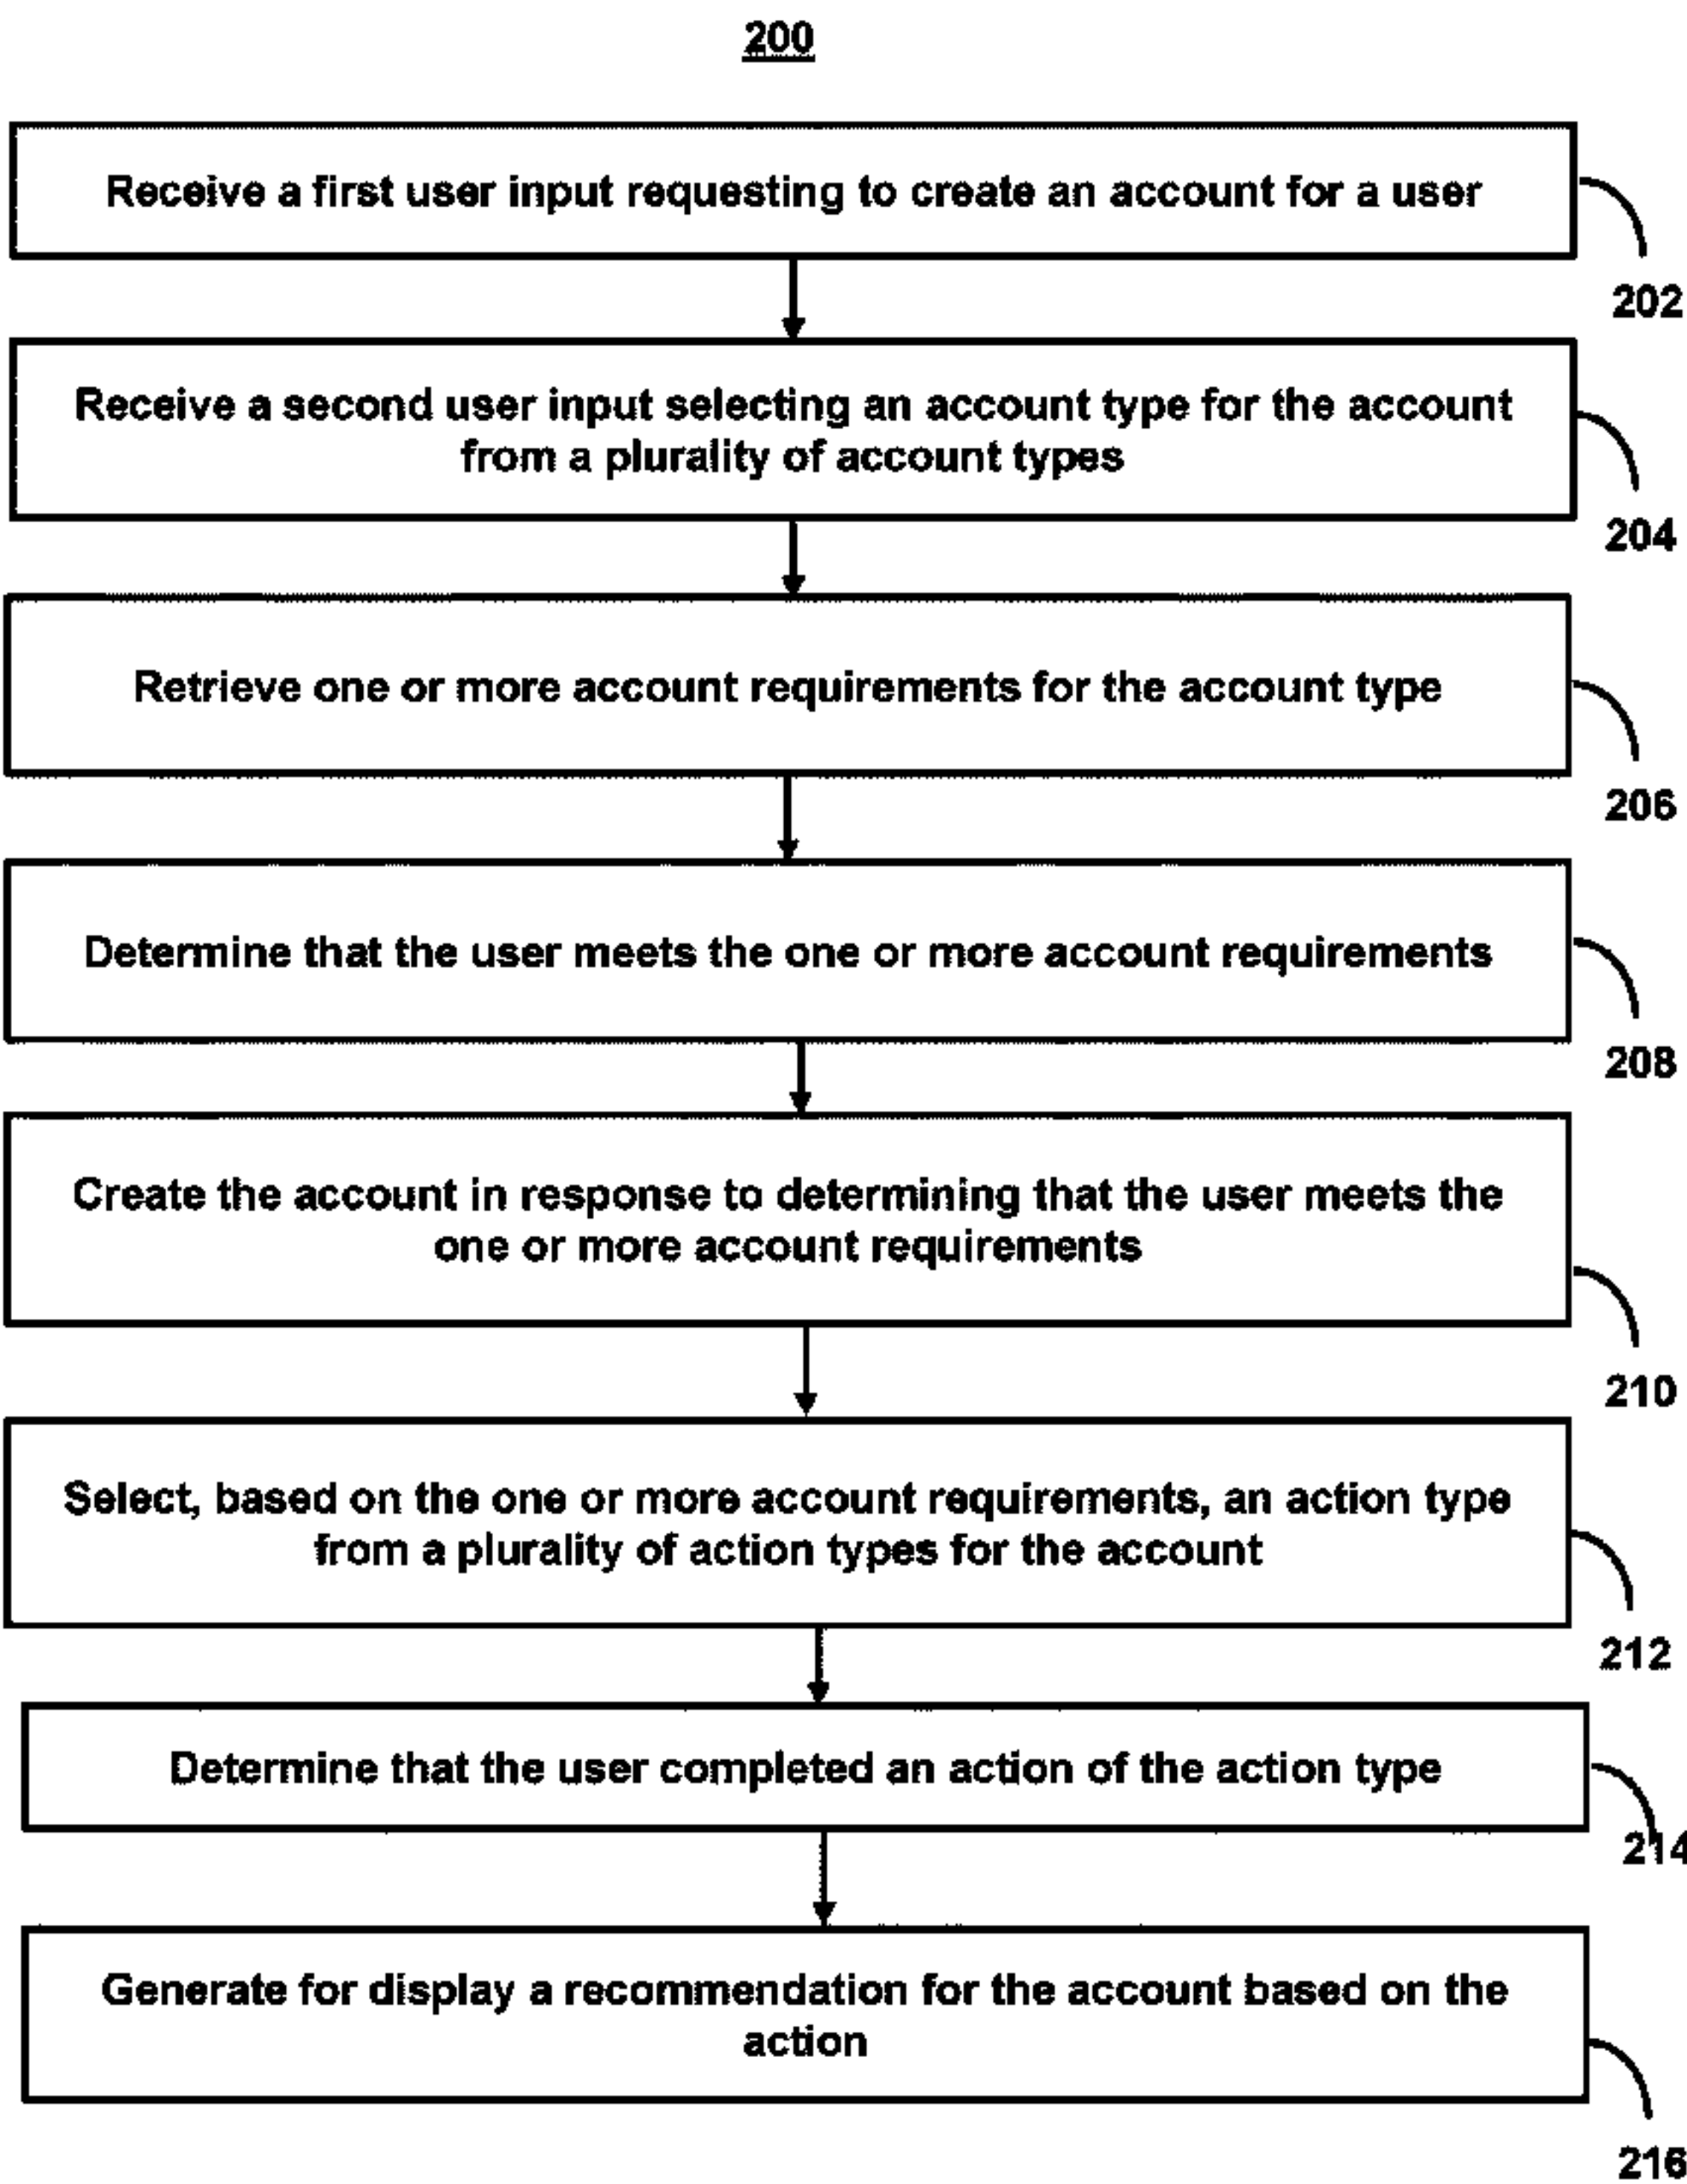 200
Receive a first user input requesting to create an account for a user
202
Receive a second user input selecting an account type for the account
from a plurality of account types
204
Retrieve one or more account requirements for the account type
206
Determine that the user meets the one or more account requirements
208
Create the account in response to determining that the user meets the
one or more account requirements
210
Select, based on the one or more account requirements, an action type
from a plurality of action types for the account
212
Determine that the user completed an action of the action type
214
Generate for display a recommendation for the account based on the
action
216